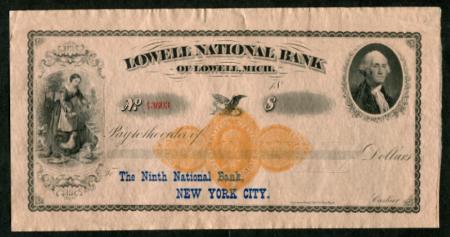 LOWELL NATIONAL BANK
OF LOWELL, MICH.
18
No 13603 $
Pay to the order of
Dollars
The Ninth National Bank,
NEW YORK CITY.
Cashier